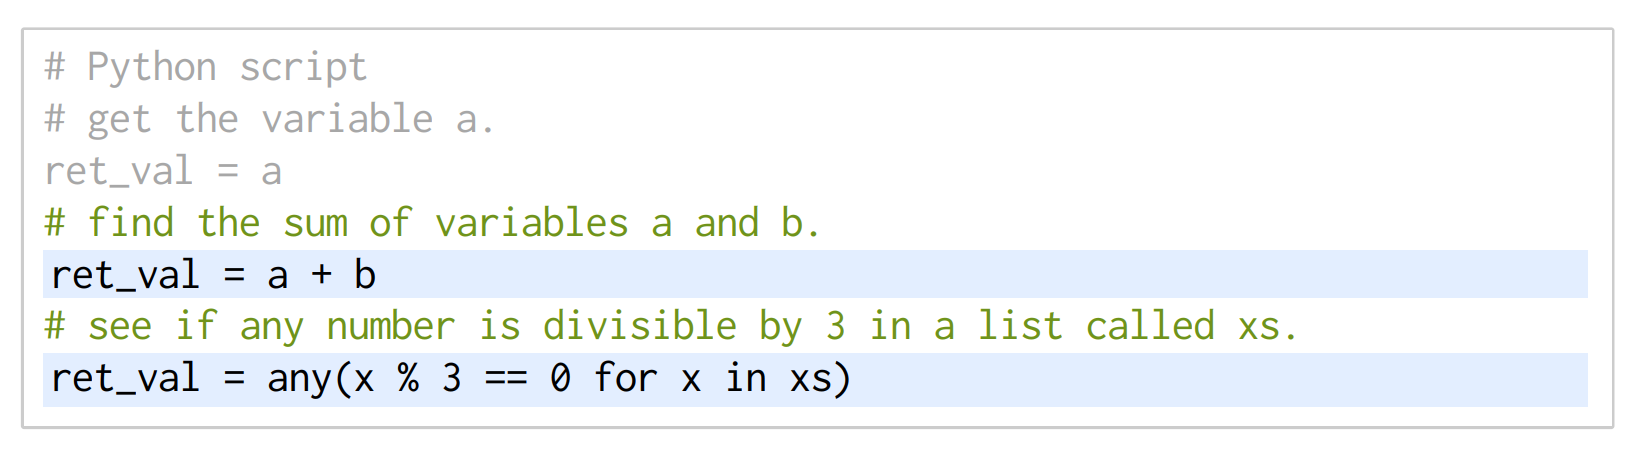 # Python script
# get the variable a.
ret_val = a
# find the sum of variables a and b.
ret_val = a + b
# see if any number is divisible by 3 in a list called xs.
ret_val = any(x % 3 == 0 for x in xs)